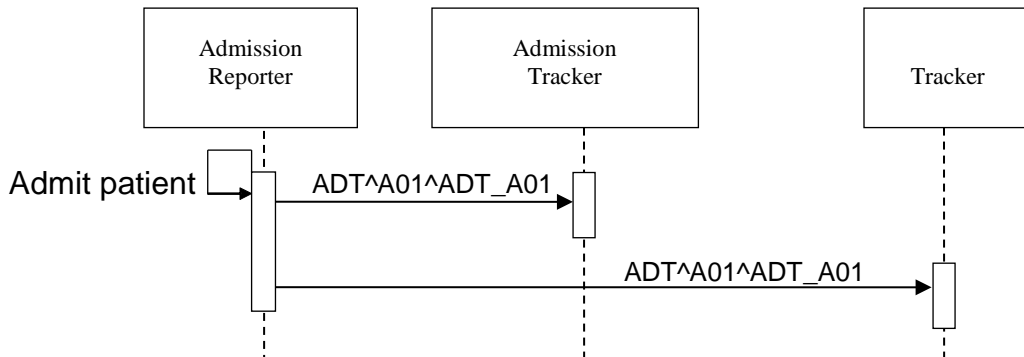 Admission
Reporter
Admission
Tracker
Tracker
Admit patient
ADT^A01^ADT_A01
ADT^A01^ADT_A01